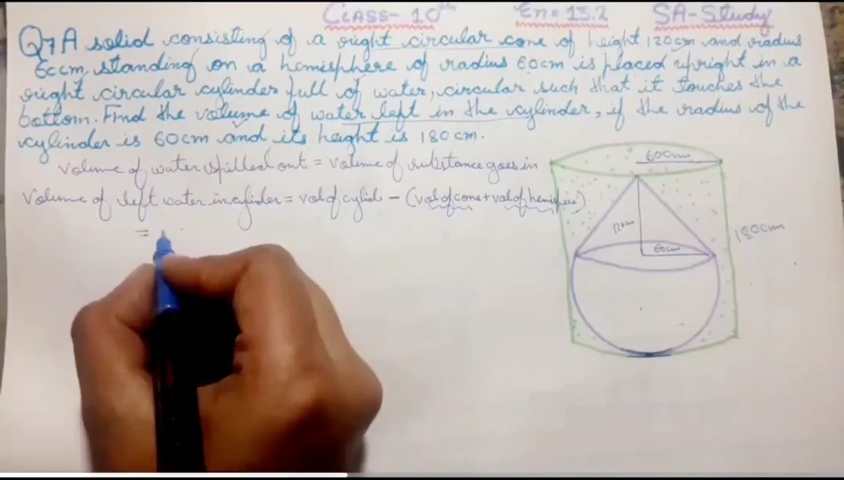 CLASS-10th Ex=13.2 SA-Study
Q7 A solid consisting of a right circular cone of height 120cm and radius
60cm standing on a hemisphere of radius 60cm is placed upright in a
right circular cylinder full of water, circular such that it touches the
bottom. Find the volume of water left in the cylinder, if the radius of the
cylinder is 60cm and its height is 180cm.
Volume of water spilled out = volume of substance goes in
Volume of left water in cylinder = vol of cylinder - (vol of cone + vol of hemisphere)
=
60cm
120cm
60cm
180cm